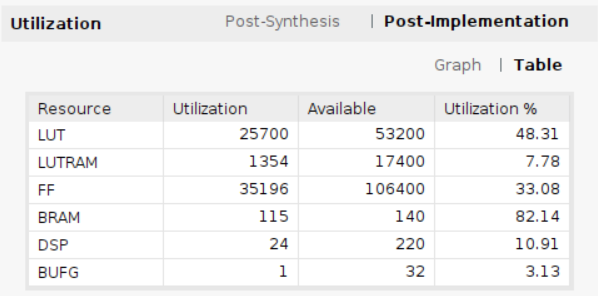 Utilization Post-Synthesis | Post-Implementation
Graph | Table
Resource Utilization Available Utilization %
LUT 25700 53200 48.31
LUTRAM 1354 17400 7.78
FF 35196 106400 33.08
BRAM 115 140 82.14
DSP 24 220 10.91
BUFG 1 32 3.13